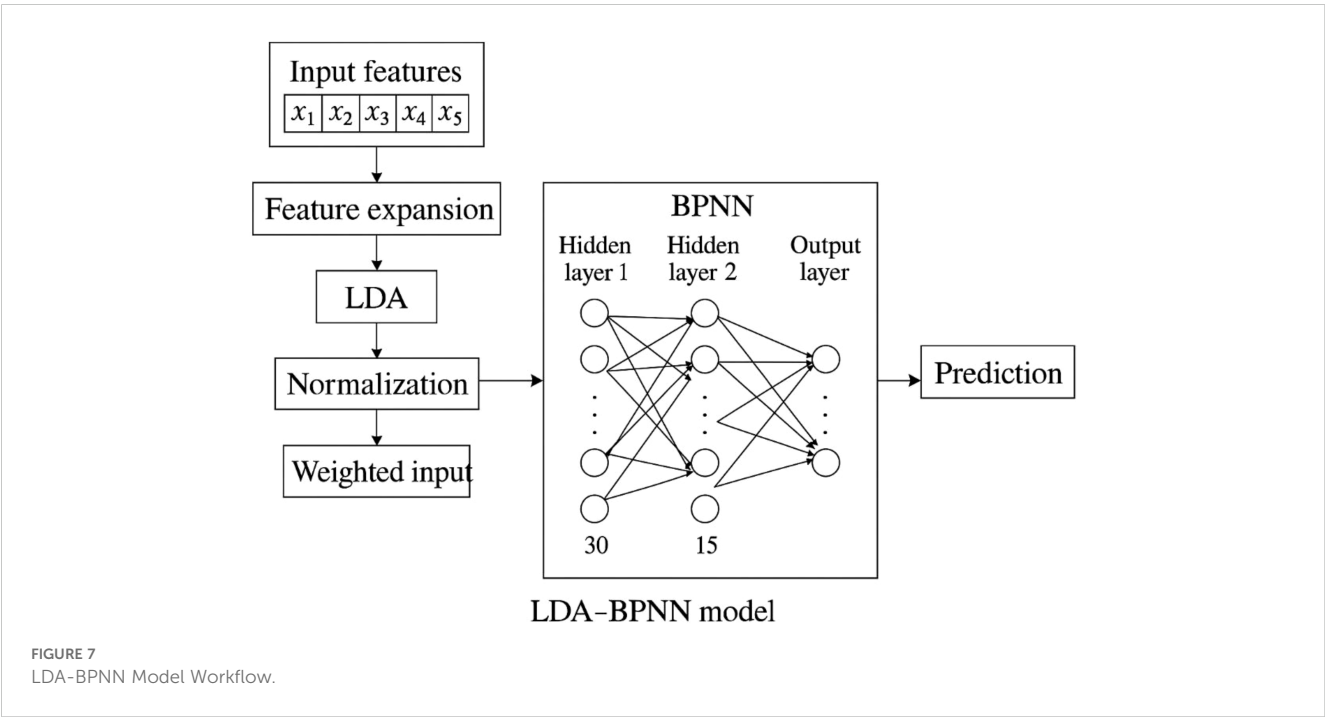 Input features
x₁ x₂ x₃ x₄ x₅
Feature expansion
LDA
Normalization
Weighted input
BPNN
Hidden
layer 1
Hidden
layer 2
Output
layer
30
15
Prediction
LDA–BPNN model
FIGURE 7
LDA-BPNN Model Workflow.